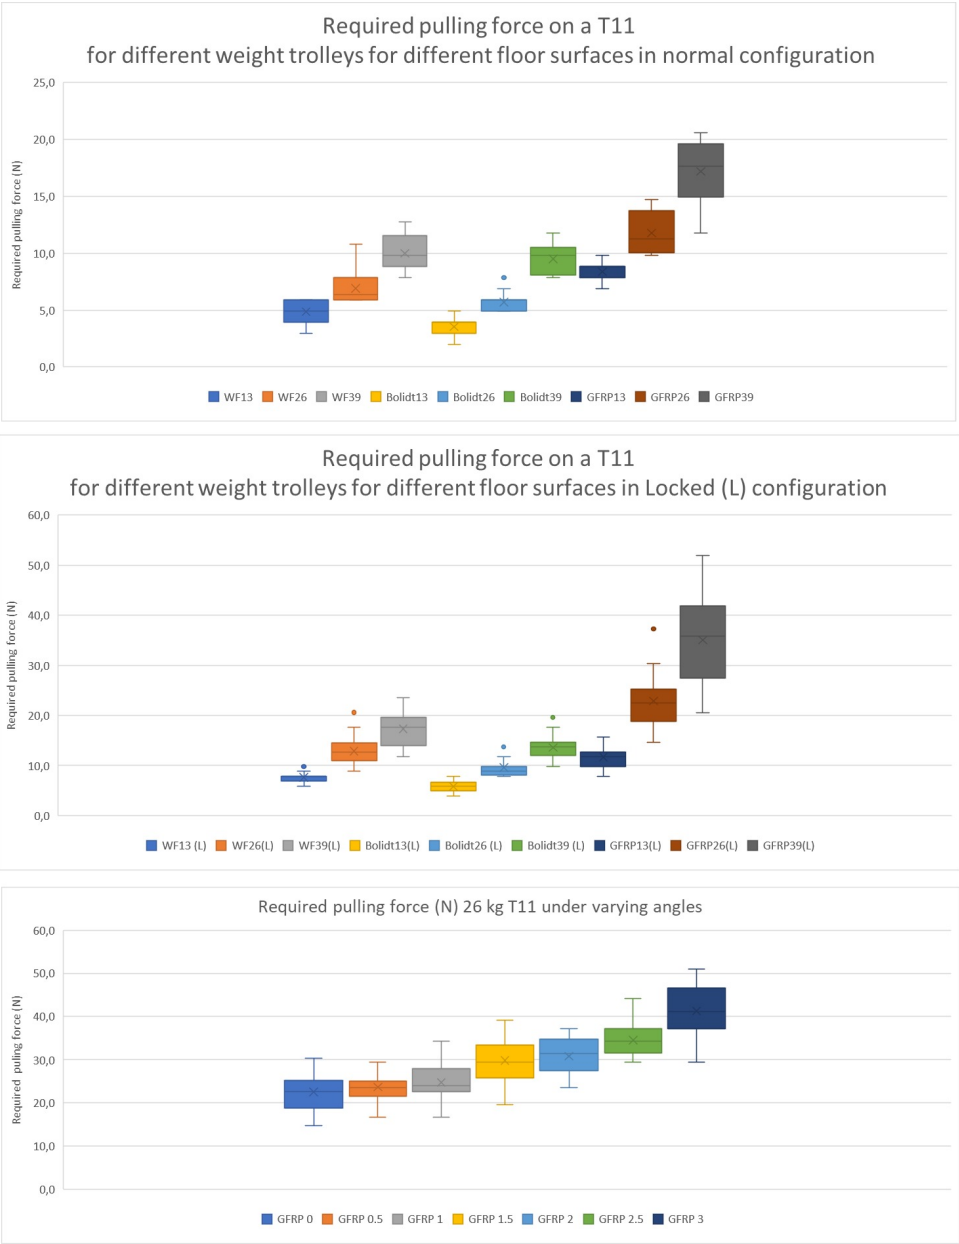 Required pulling force on a T11
for different weight trolleys for different floor surfaces in normal configuration
25,0
20,0
15,0
10,0
5,0
0,0
Required pulling force (N)
WF13 WF26 WF39 Bolidt13 Bolidt26 Bolidt39 GFRP13 GFRP26 GFRP39
Required pulling force on a T11
for different weight trolleys for different floor surfaces in Locked (L) configuration
60,0
50,0
40,0
30,0
20,0
10,0
0,0
Required pulling force (N)
WF13 (L) WF26(L) WF39(L) Bolidt13(L) Bolidt26 (L) Bolidt39 (L) GFRP13(L) GFRP26(L) GFRP39(L)
Required pulling force (N) 26 kg T11 under varying angles
60,0
50,0
40,0
30,0
20,0
10,0
0,0
Required pulling force (N)
GFRP 0 GFRP 0.5 GFRP 1 GFRP 1.5 GFRP 2 GFRP 2.5 GFRP 3